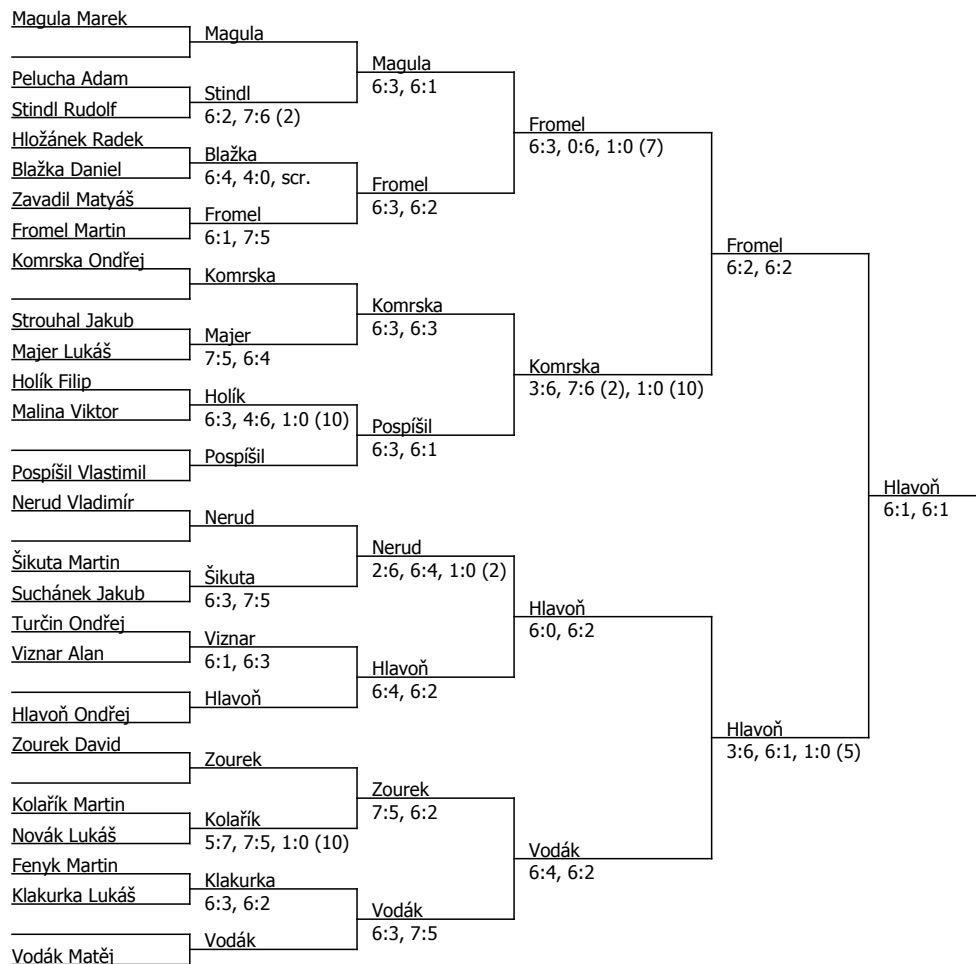 Magula Marek
Magula
Magula
6:3, 6:1
Pelucha Adam
Stindl
6:2, 7:6 (2)
Stindl Rudolf
Fromel
6:3, 0:6, 1:0 (7)
Hložánek Radek
Blažka
6:4, 4:0, scr.
Blažka Daniel
Fromel
6:3, 6:2
Zavadil Matyáš
Fromel
6:1, 7:5
Fromel Martin
Fromel
6:2, 6:2
Komrska Ondřej
Komrska
Komrska
6:3, 6:3
Strouhal Jakub
Majer
7:5, 6:4
Majer Lukáš
Komrska
3:6, 7:6 (2), 1:0 (10)
Holík Filip
Holík
6:3, 4:6, 1:0 (10)
Malina Viktor
Pospíšil
6:3, 6:1
Pospíšil
Pospíšil Vlastimil
Hlavoň
6:1, 6:1
Nerud Vladimír
Nerud
Nerud
2:6, 6:4, 1:0 (2)
Šikuta Martin
Šikuta
6:3, 7:5
Suchánek Jakub
Hlavoň
6:0, 6:2
Turčin Ondřej
Viznar
6:1, 6:3
Viznar Alan
Hlavoň
6:4, 6:2
Hlavoň
Hlavoň Ondřej
Hlavoň
3:6, 6:1, 1:0 (5)
Zourek David
Zourek
Zourek
7:5, 6:2
Kolařík Martin
Kolařík
5:7, 7:5, 1:0 (10)
Novák Lukáš
Vodák
6:4, 6:2
Fenyk Martin
Klakurka
6:3, 6:2
Klakurka Lukáš
Vodák
6:3, 7:5
Vodák
Vodák Matěj